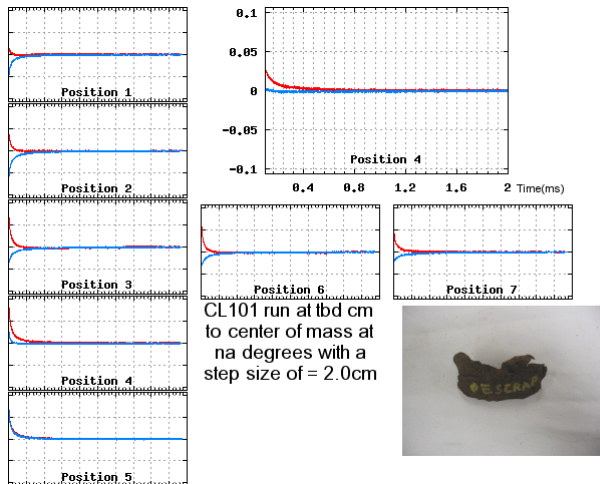 Position 1
Position 2
Position 3
Position 4
Position 5
0.1
0.05
0
-0.05
-0.1
Position 4
0.4
0.8
1.2
1.6
2
Time(ms)
Position 6
Position 7
CL101 run at tbd cm
to center of mass at
na degrees with a
step size of = 2.0cm